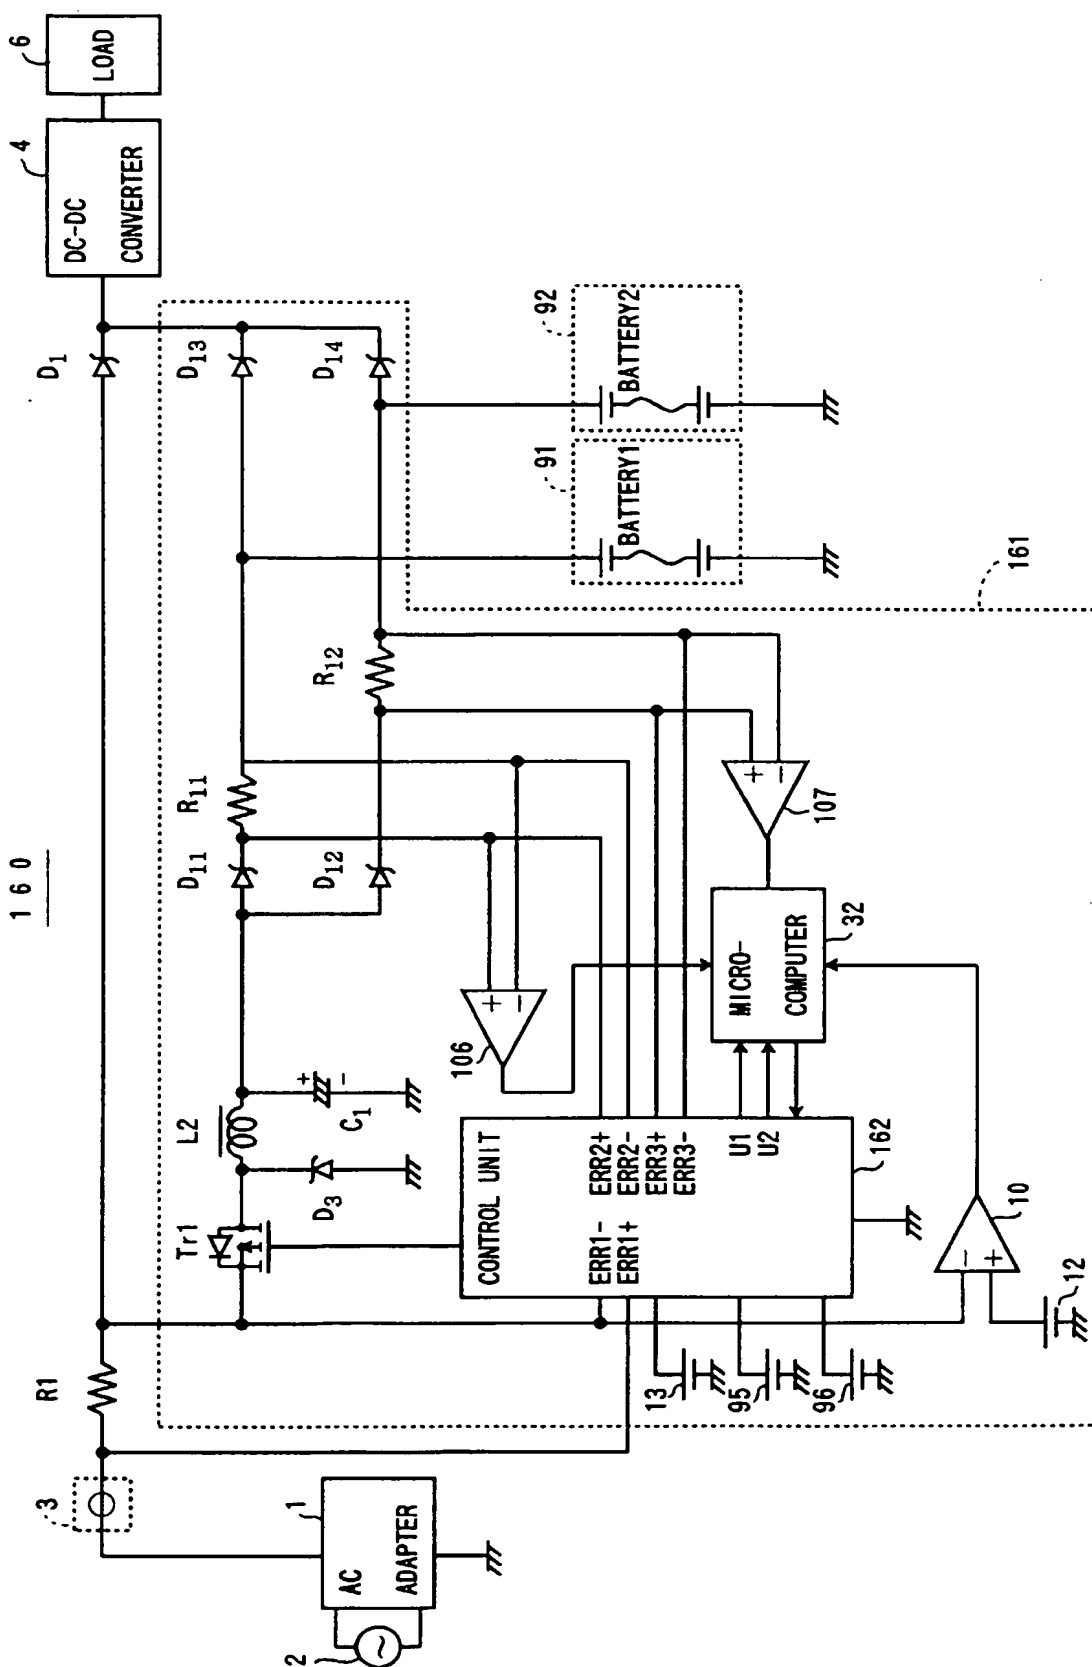 160
6
LOAD
4
DC-DC
CONVERTER
D1
D13
D14
92
BATTERY2
91
BATTERY1
161
R12
R11
D11
D12
+
−
107
+
−
106
MICRO-
COMPUTER
32
L2
+
−
C1
D3
Tr1
CONTROL UNIT
ERR1-
ERR1+
ERR2+
ERR2-
ERR3+
ERR3-
U1
U2
162
−
+
10
12
13
95
96
R1
3
1
AC
ADAPTER
2